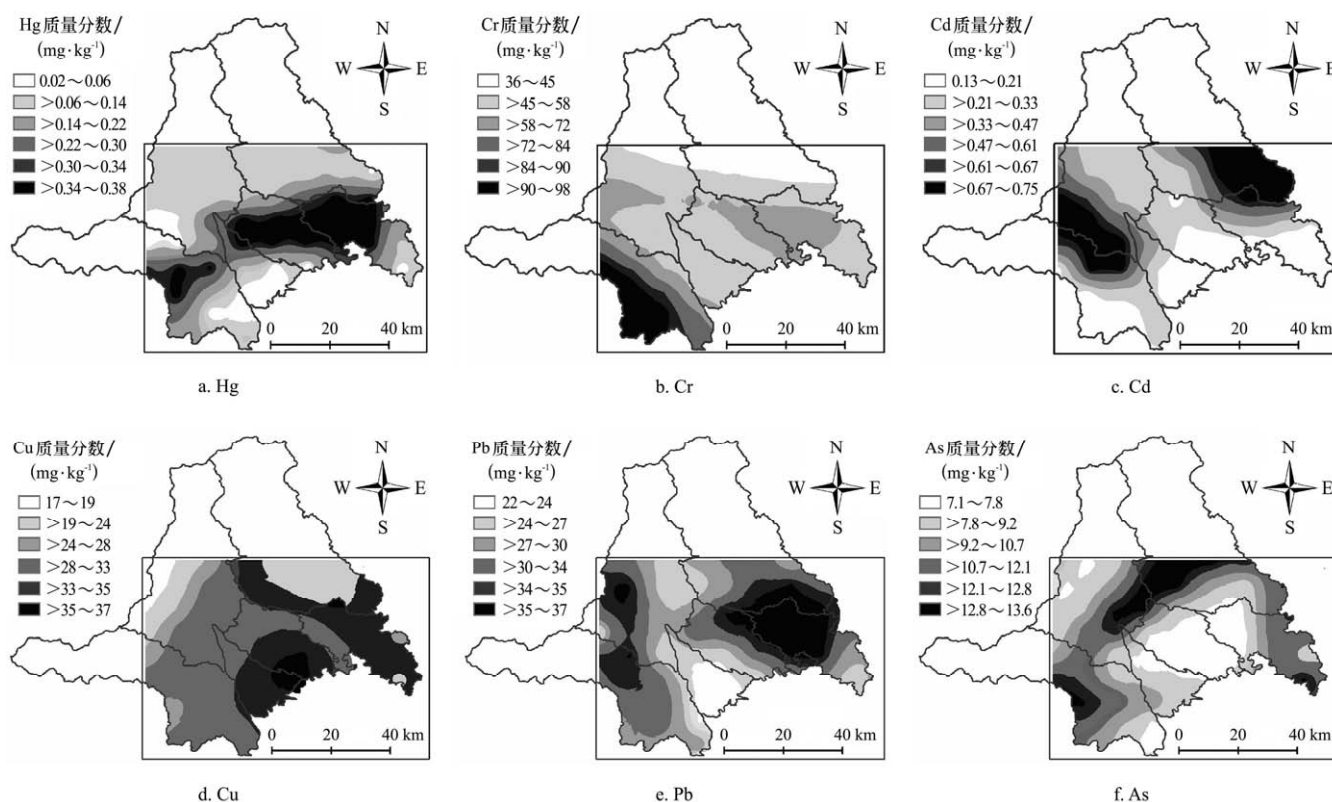 Hg质量分数/
(mg·kg⁻¹)
0.02～0.06
>0.06～0.14
>0.14～0.22
>0.22～0.30
>0.30～0.34
>0.34～0.38
N
W E
S
0 20 40 km
a. Hg
Cr质量分数/
(mg·kg⁻¹)
36～45
>45～58
>58～72
>72～84
>84～90
>90～98
N
W E
S
0 20 40 km
b. Cr
Cd质量分数/
(mg·kg⁻¹)
0.13～0.21
>0.21～0.33
>0.33～0.47
>0.47～0.61
>0.61～0.67
>0.67～0.75
N
W E
S
0 20 40 km
c. Cd
Cu质量分数/
(mg·kg⁻¹)
17～19
>19～24
>24～28
>28～33
>33～35
>35～37
N
W E
S
0 20 40 km
d. Cu
Pb质量分数/
(mg·kg⁻¹)
22～24
>24～27
>27～30
>30～34
>34～35
>35～37
N
W E
S
0 20 40 km
e. Pb
As质量分数/
(mg·kg⁻¹)
7.1～7.8
>7.8～9.2
>9.2～10.7
>10.7～12.1
>12.1～12.8
>12.8～13.6
N
W E
S
0 20 40 km
f. As